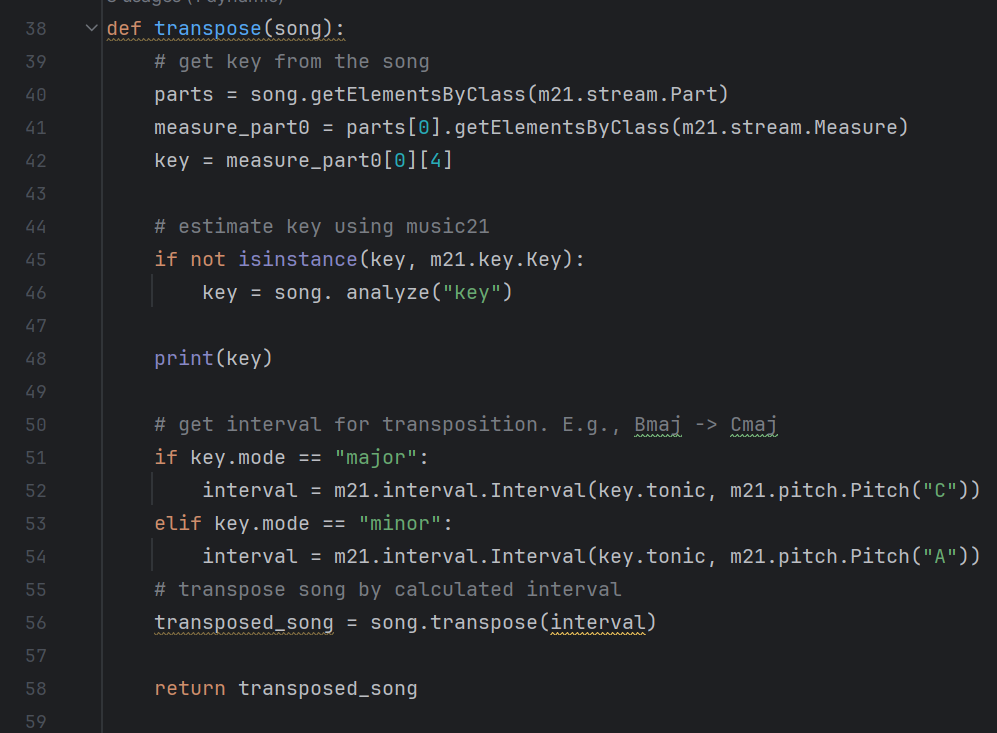 38 def transpose(song):
39     # get key from the song
40     parts = song.getElementsByClass(m21.stream.Part)
41     measure_part0 = parts[0].getElementsByClass(m21.stream.Measure)
42     key = measure_part0[0][4]
43
44     # estimate key using music21
45     if not isinstance(key, m21.key.Key):
46         key = song. analyze("key")
47
48     print(key)
49
50     # get interval for transposition. E.g., Bmaj -> Cmaj
51     if key.mode == "major":
52         interval = m21.interval.Interval(key.tonic, m21.pitch.Pitch("C"))
53     elif key.mode == "minor":
54         interval = m21.interval.Interval(key.tonic, m21.pitch.Pitch("A"))
55     # transpose song by calculated interval
56     transposed_song = song.transpose(interval)
57
58     return transposed_song
59